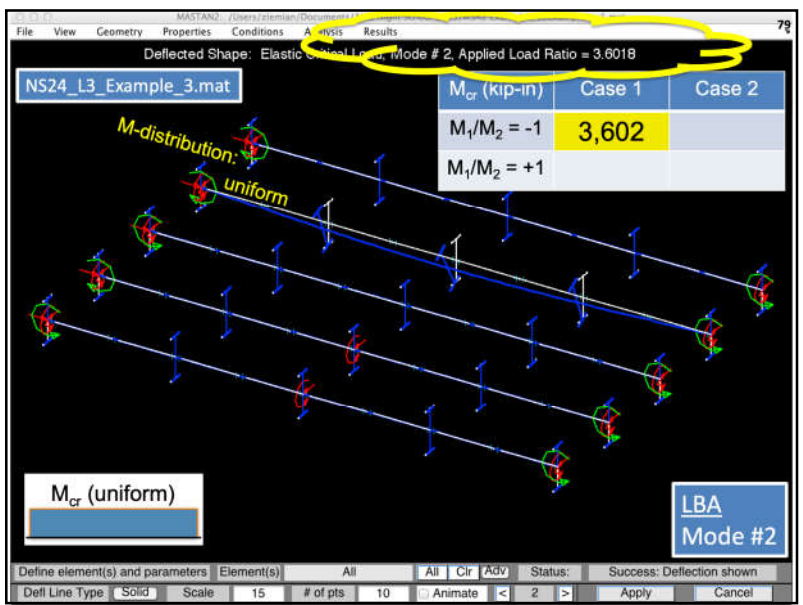 MASTAN2
79
File View Geometry Properties Conditions Analysis Results
Deflected Shape: Elastic Critical Load, Mode # 2, Applied Load Ratio = 3.6018
NS24_L3_Example_3.mat
Mcr (kip-in) Case 1 Case 2
M1/M2 = -1 3,602
M1/M2 = +1
M-distribution:
uniform
Mcr (uniform)
LBA
Mode #2
Define element(s) and parameters Element(s) All All Clr Adv Status: Success: Deflection shown
Defl Line Type Solid Scale 15 # of pts 10 Animate < 2 > Apply Cancel